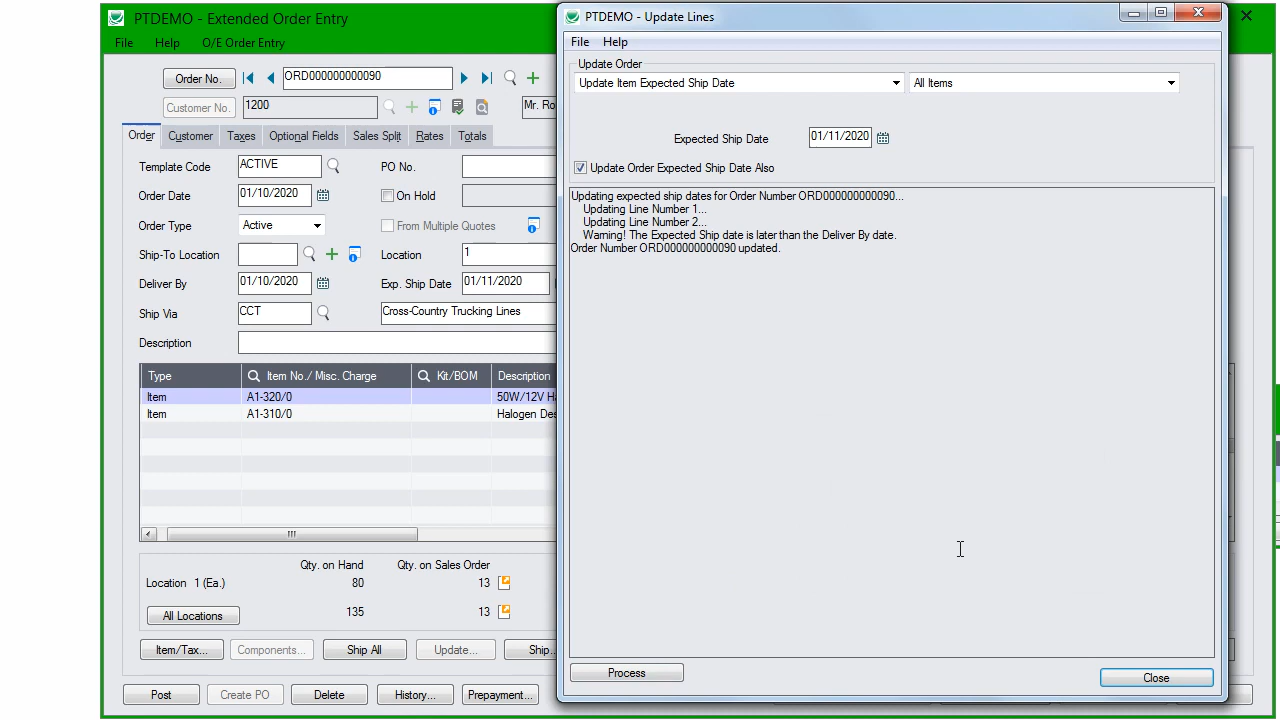 PTDEMO - Extended Order Entry
File Help O/E Order Entry
Order No. ORD000000000090
Customer No. 1200 Mr. Ro
Order Customer Taxes Optional Fields Sales Split Rates Totals
Template Code ACTIVE PO No.
Order Date 01/10/2020 On Hold
Order Type Active From Multiple Quotes
Ship-To Location Location 1
Deliver By 01/10/2020 Exp. Ship Date 01/11/2020
Ship Via CCT Cross-Country Trucking Lines
Description
Type Item No./ Misc. Charge Kit/BOM Description
Item A1-320/0 50W/12V Ha
Item A1-310/0 Halogen Des
Qty. on Hand Qty. on Sales Order
Location 1 (Ea.) 80 13
All Locations 135 13
Item/Tax... Components... Ship All Update... Ship..
Post Create PO Delete History... Prepayment...
PTDEMO - Update Lines
File Help
Update Order
Update Item Expected Ship Date All Items
Expected Ship Date 01/11/2020
Update Order Expected Ship Date Also
Updating expected ship dates for Order Number ORD000000000090...
Updating Line Number 1...
Updating Line Number 2...
Warning! The Expected Ship date is later than the Deliver By date.
Order Number ORD000000000090 updated.
Process Close